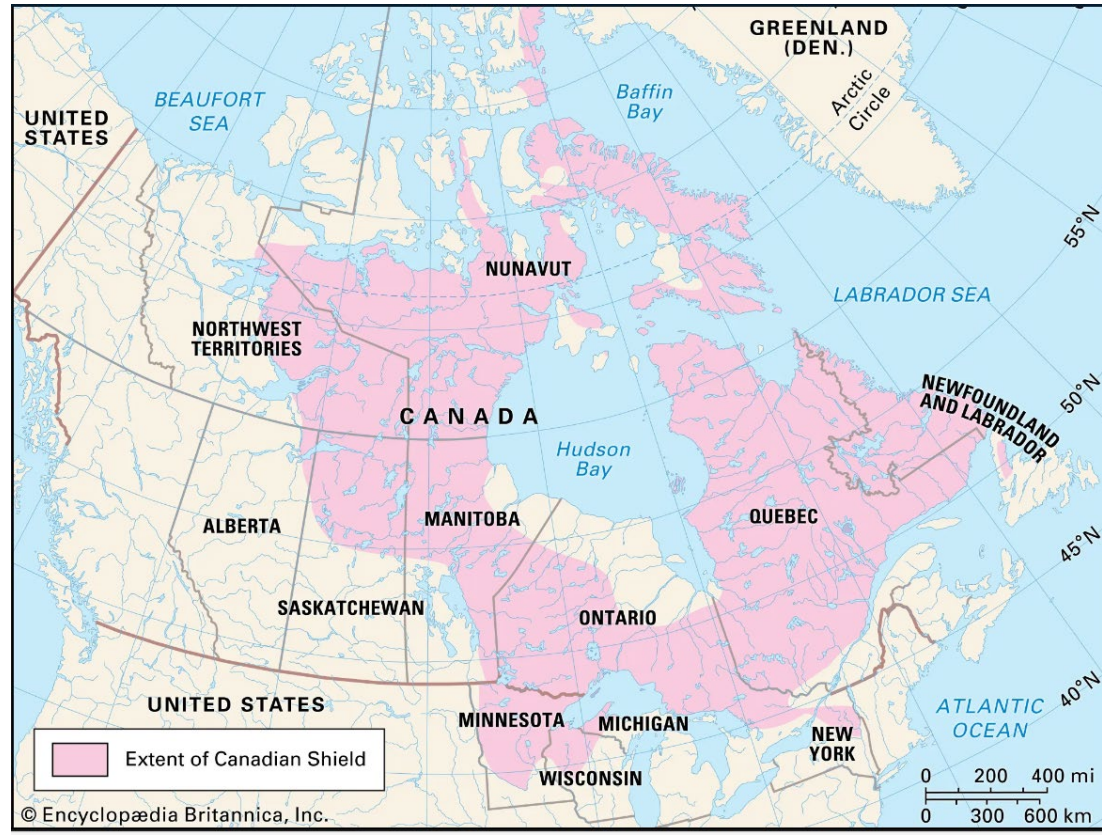 GREENLAND
(DEN.)
Baffin
Bay
Arctic
Circle
BEAUFORT
SEA
UNITED
STATES
55°N
NUNAVUT
LABRADOR SEA
NORTHWEST
TERRITORIES
CANADA
NEWFOUNDLAND
AND LABRADOR
50°N
Hudson
Bay
ALBERTA
MANITOBA
QUEBEC
45°N
SASKATCHEWAN
ONTARIO
40°N
UNITED STATES
MINNESOTA
MICHIGAN
NEW
YORK
ATLANTIC
OCEAN
WISCONSIN
Extent of Canadian Shield
0 200 400 mi
0 300 600 km
© Encyclopædia Britannica, Inc.